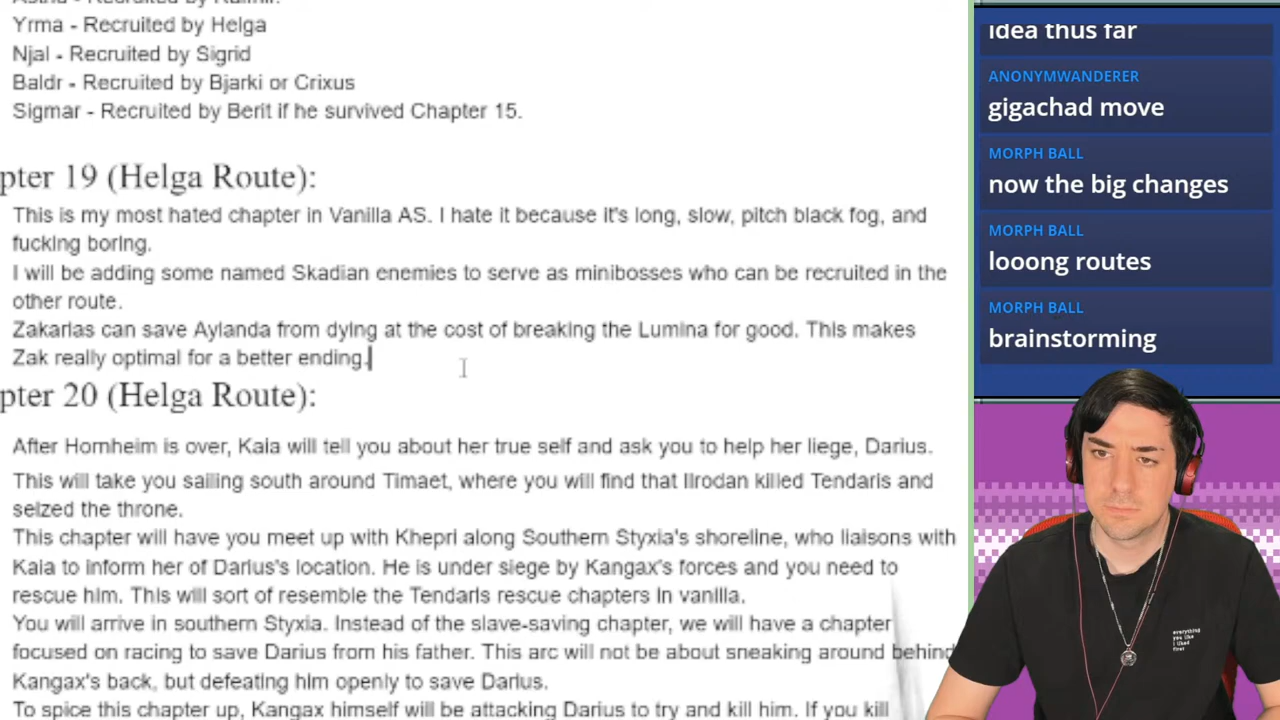 Yrma - Recruited by Helga
Njal - Recruited by Sigrid
Baldr - Recruited by Bjarki or Crixus
Sigmar - Recruited by Berit if he survived Chapter 15.
pter 19 (Helga Route):
This is my most hated chapter in Vanilla AS. I hate it because it's long, slow, pitch black fog, and
fucking boring.
I will be adding some named Skadian enemies to serve as minibosses who can be recruited in the
other route.
Zakarias can save Aylanda from dying at the cost of breaking the Lumina for good. This makes
Zak really optimal for a better ending.
pter 20 (Helga Route):
After Hornheim is over, Kaia will tell you about her true self and ask you to help her liege, Darius.
This will take you sailing south around Timaet, where you will find that Ilrodan killed Tendaris and
seized the throne.
This chapter will have you meet up with Khepri along Southern Styxia's shoreline, who liaisons with
Kaia to inform her of Darius's location. He is under siege by Kangax's forces and you need to
rescue him. This will sort of resemble the Tendaris rescue chapters in vanilla.
You will arrive in southern Styxia. Instead of the slave-saving chapter, we will have a chapter
focused on racing to save Darius from his father. This arc will not be about sneaking around behind
Kangax's back, but defeating him openly to save Darius.
To spice this chapter up, Kangax himself will be attacking Darius to try and kill him. If you kill
idea thus far
ANONYMWANDERER
gigachad move
MORPH BALL
now the big changes
MORPH BALL
looong routes
MORPH BALL
brainstorming
everything
you like
i liked
first